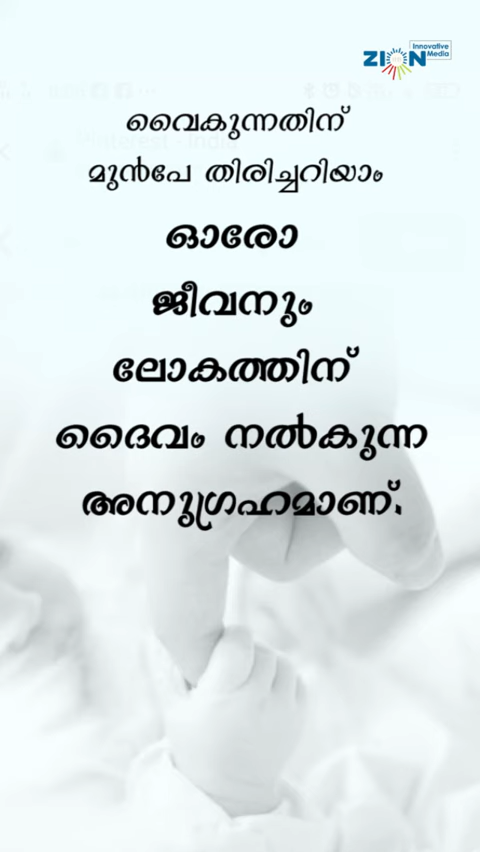 ZION
Innovative
Media
വൈകുന്നതിന്
മുൻപേ തിരിച്ചറിയാം
ഓരോ
ജീവനും
ലോകത്തിന്
ദൈവം നൽകുന്ന
അനുഗ്രഹമാണ്.